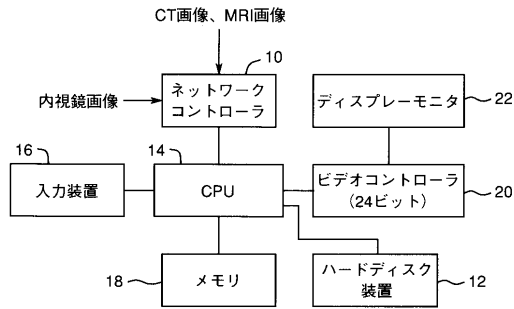 CT画像、MRI画像
10
内視鏡画像
ネットワーク
コントローラ
ディスプレーモニタ
22
16
14
入力装置
CPU
ビデオコントローラ
(24ビット)
20
18
メモリ
ハードディスク
装置
12